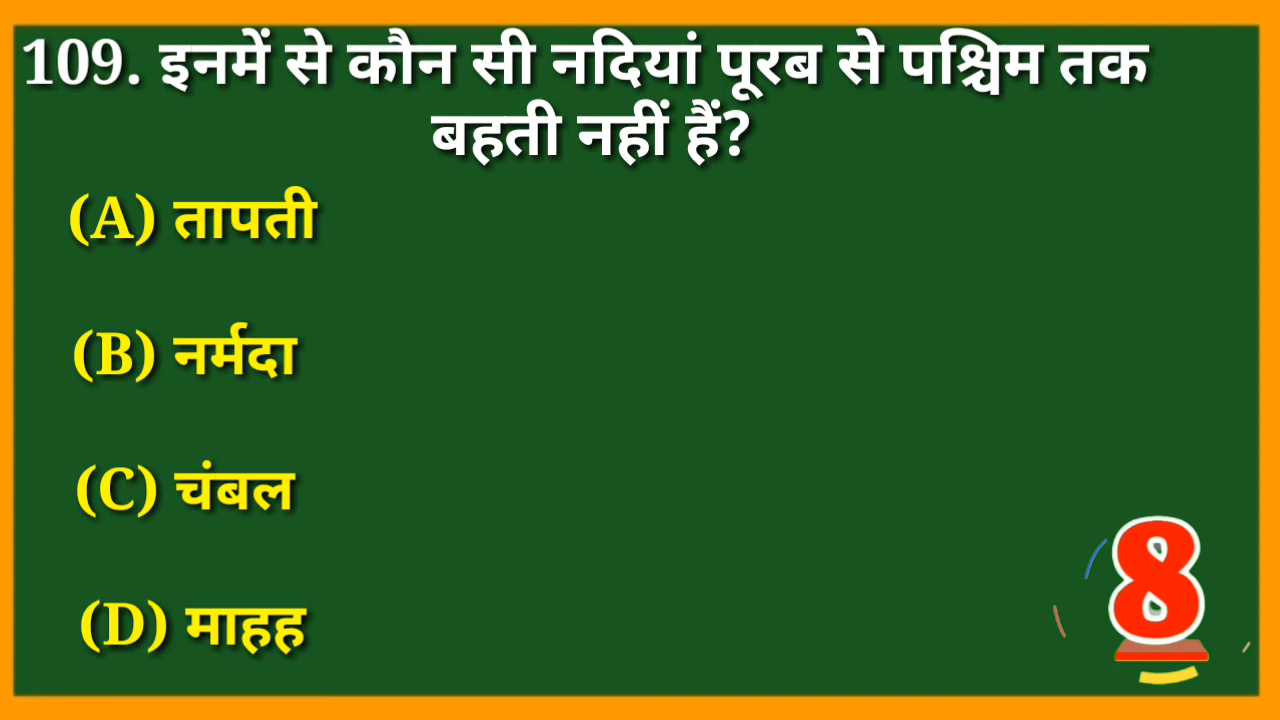 109. इनमें से कौन सी नदियां पूरब से पश्चिम तक
बहती नहीं हैं?
(A) तापती
(B) नर्मदा
(C) चंबल
(D) माहह
8